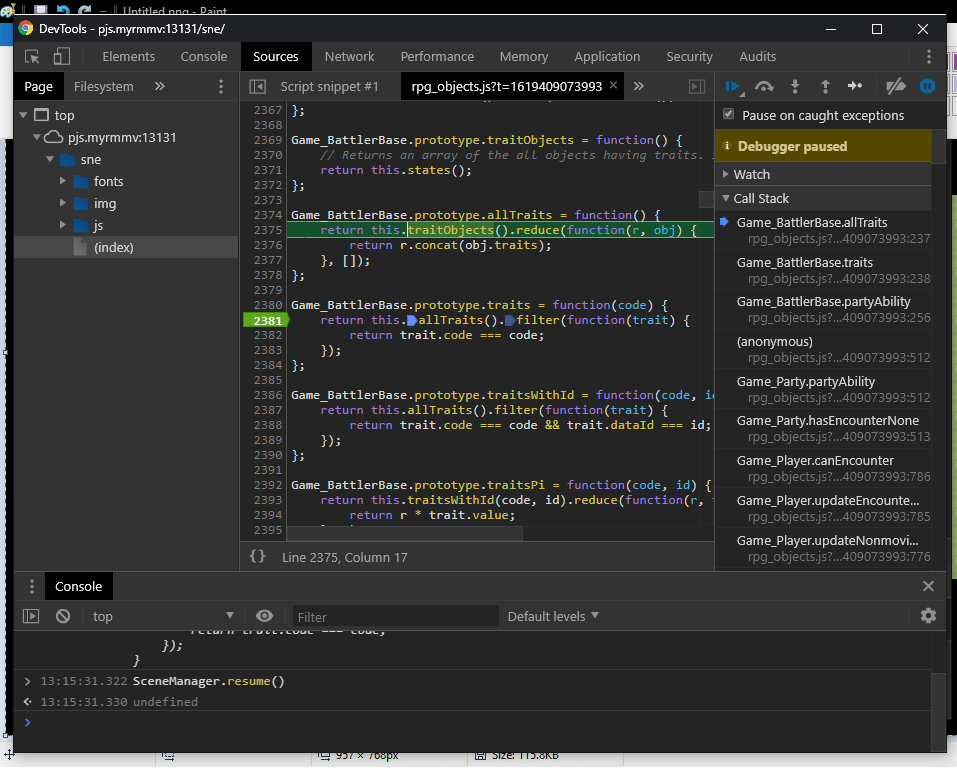 Untitled.png - Paint
DevTools - pjs.myrmmv:13131/sne/
Elements Console Sources Network Performance Memory Application Security Audits
Page Filesystem »
Script snippet #1 rpg_objects.js?t=1619409073993 × »
top
pjs.myrmmv:13131
sne
fonts
img
js
(index)
2367 };
2368
2369 Game_BattlerBase.prototype.traitObjects = function() {
2370 // Returns an array of the all objects having traits.
2371 return this.states();
2372 };
2373
2374 Game_BattlerBase.prototype.allTraits = function() {
2375 return this.traitObjects().reduce(function(r, obj) {
2376 return r.concat(obj.traits);
2377 }, []);
2378 };
2379
2380 Game_BattlerBase.prototype.traits = function(code) {
2381 return this.allTraits().filter(function(trait) {
2382 return trait.code === code;
2383 });
2384 };
2385
2386 Game_BattlerBase.prototype.traitsWithId = function(code, id
2387 return this.allTraits().filter(function(trait) {
2388 return trait.code === code && trait.dataId === id;
2389 });
2390 };
2391
2392 Game_BattlerBase.prototype.traitsPi = function(code, id) {
2393 return this.traitsWithId(code, id).reduce(function(r,
2394 return r * trait.value;
2395
{} Line 2375, Column 17
Pause on caught exceptions
Debugger paused
Watch
Call Stack
Game_BattlerBase.allTraits
rpg_objects.js?...409073993:237
Game_BattlerBase.traits
rpg_objects.js?...409073993:238
Game_BattlerBase.partyAbility
rpg_objects.js?...409073993:256
(anonymous)
rpg_objects.js?...409073993:512
Game_Party.partyAbility
rpg_objects.js?...409073993:512
Game_Party.hasEncounterNone
rpg_objects.js?...409073993:513
Game_Player.canEncounter
rpg_objects.js?...409073993:786
Game_Player.updateEncounte...
rpg_objects.js?...409073993:785
Game_Player.updateNonmovi...
rpg_objects.js?...409073993:776
Console
top Filter Default levels
return trait.code === code;
});
}
> 13:15:31.322 SceneManager.resume()
13:15:31.330 undefined
>
957 × 768px Size: 115.8KB